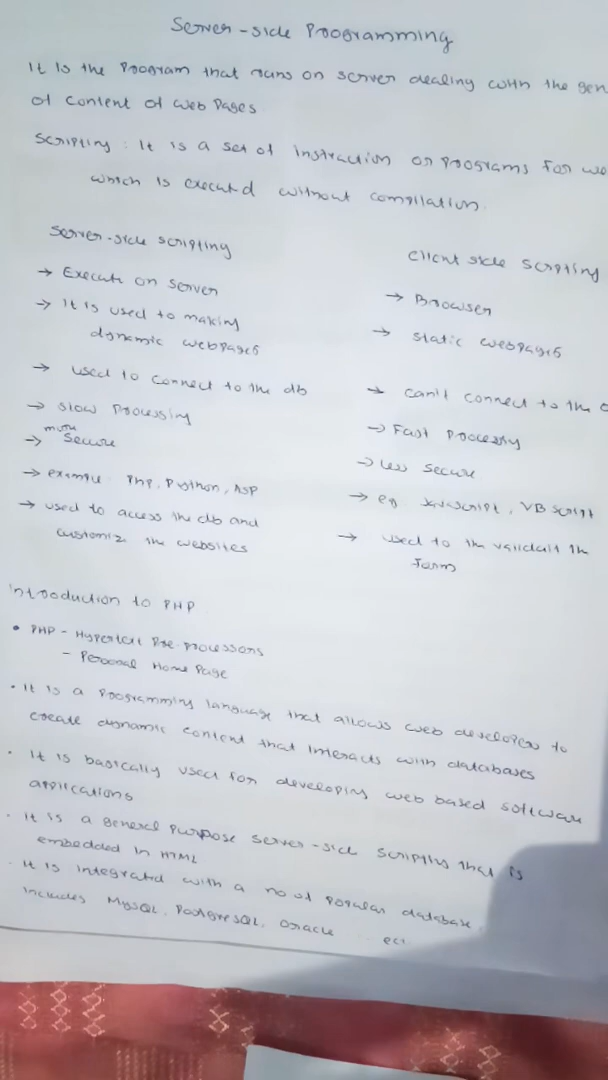 Server-side Programming
It is the Program that runs on server dealing with the gen
of content of web Pages
Scripting : It is a set of instruction or programs for we
which is executed without compilation.
Server-side scripting
→ Execute on server
→ It is used to making
dynamic webpages
→ used to connect to the db
→ slow Processing
→ more Secure
→ example Php, Python, ASP
→ used to access the db and
customize the websites
Client side scripting
→ Browser
→ static webpages
→ can't connect to the
→ Fast Processing
→ less secure
→ eg Javascript, VB script
→ used to the validate the
Form
Introduction to PHP
• PHP - Hypertext Pre-processors
- Personal Home Page
• It is a Programming language that allows web developers to
create dynamic content that interacts with databases
• It is basically used for developing web based software
applications
• It is a general purpose server-side scripting that is
embedded in HTML
• It is integrated with a no of popular database
includes MySQL, PostgreSQL, Oracle ect